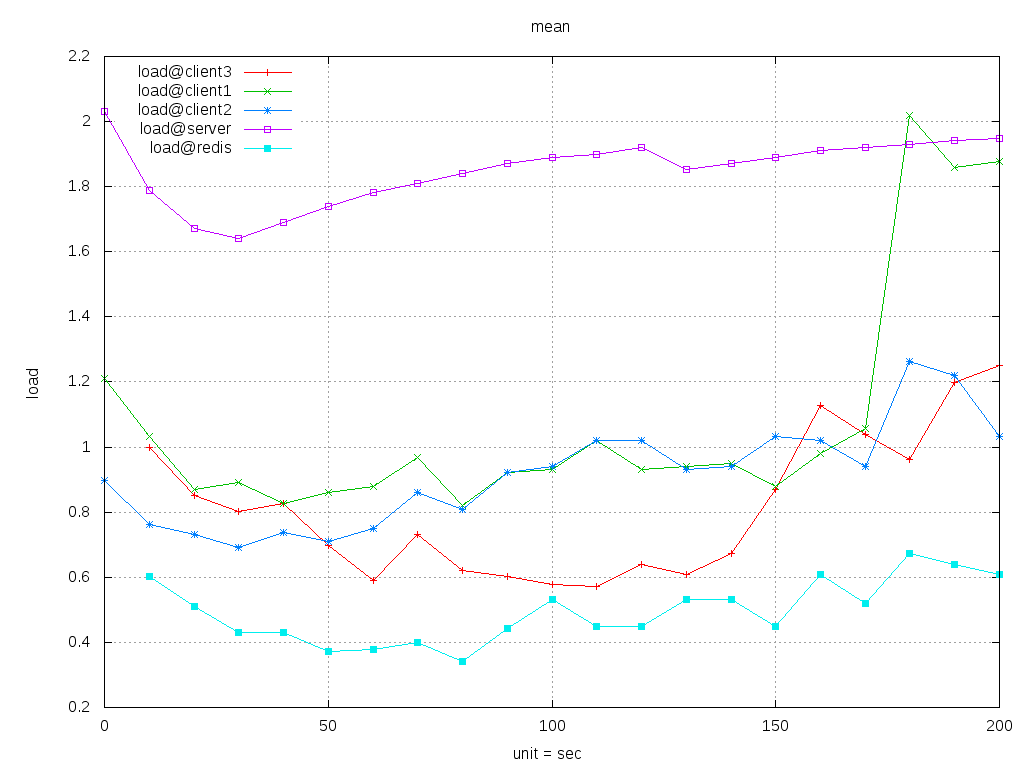 mean
load@client3
load@client1
load@client2
load@server
load@redis
2.2
2
1.8
1.6
1.4
1.2
1
0.8
0.6
0.4
0.2
load
0 50 100 150 200
unit = sec